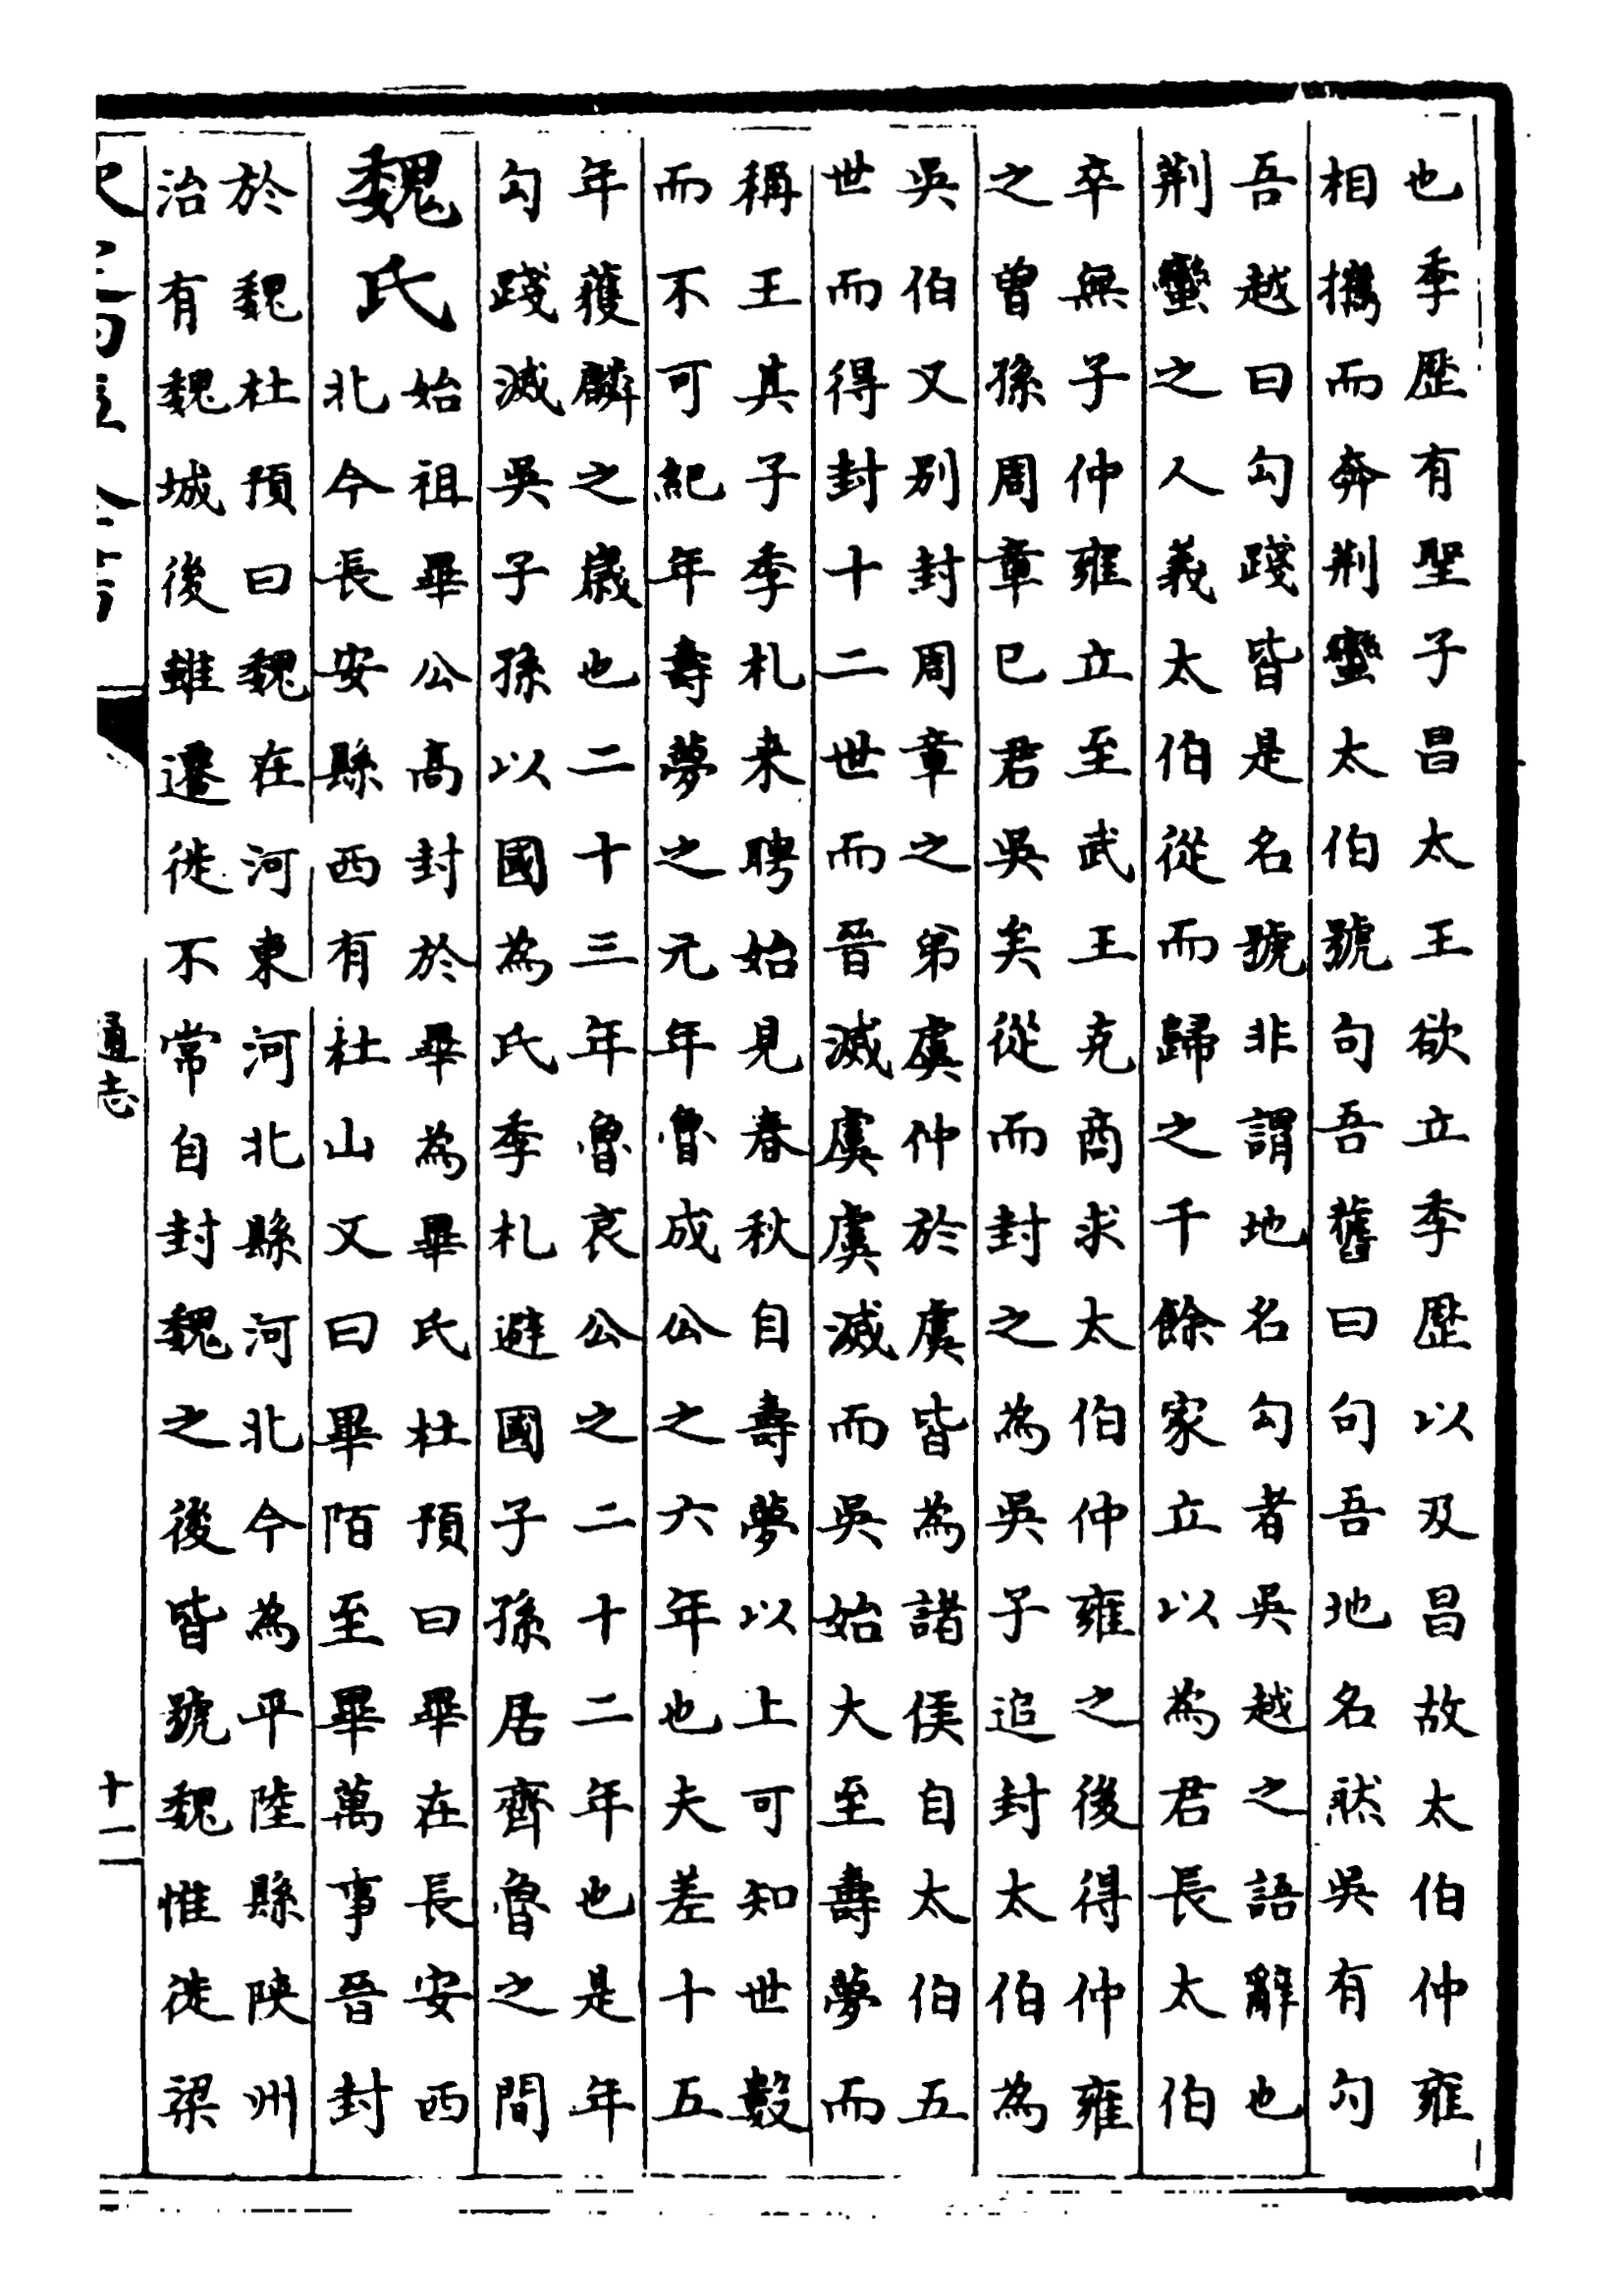 也季歷有聖子昌太王欲立季歷以及昌故太伯仲雍
相攜而奔荆蠻太伯號句吾舊曰句吾地名然吳有勾
吾越曰勾踐皆是名號非謂地名勾者吳越之語辭也
荆蠻之人義太伯從而歸之千餘家立以為君長太伯
卒無子仲雍立至武王克商求太伯仲雍之後得仲雍
之曾孫周章已君吳矣從而封之為吳子追封太伯為
吳伯又别封周章之弟虞仲於虞皆為諸侯自太伯五
世而得封十二世而晉滅虞虞滅而吳始大至壽夢而
稱王其子季札来聘始見春秋自壽夢以上可知世數
而不可紀年壽夢之元年魯成公之六年也夫差十五
年獲麟之歲也二十三年魯哀公之二十二年也是年
勾踐滅吳子孫以國為氏季札避國子孫居齊魯之間
魏氏
始祖畢公高封於畢為畢氏杜預曰畢在長安西
北今長安縣西有杜山又曰畢陌至畢萬事晉封
於魏杜預曰魏在河東河北縣河北今為平陸縣陝州
治有魏城後雖遷徙不常自封魏之後皆號魏惟徙梁
通志
十一